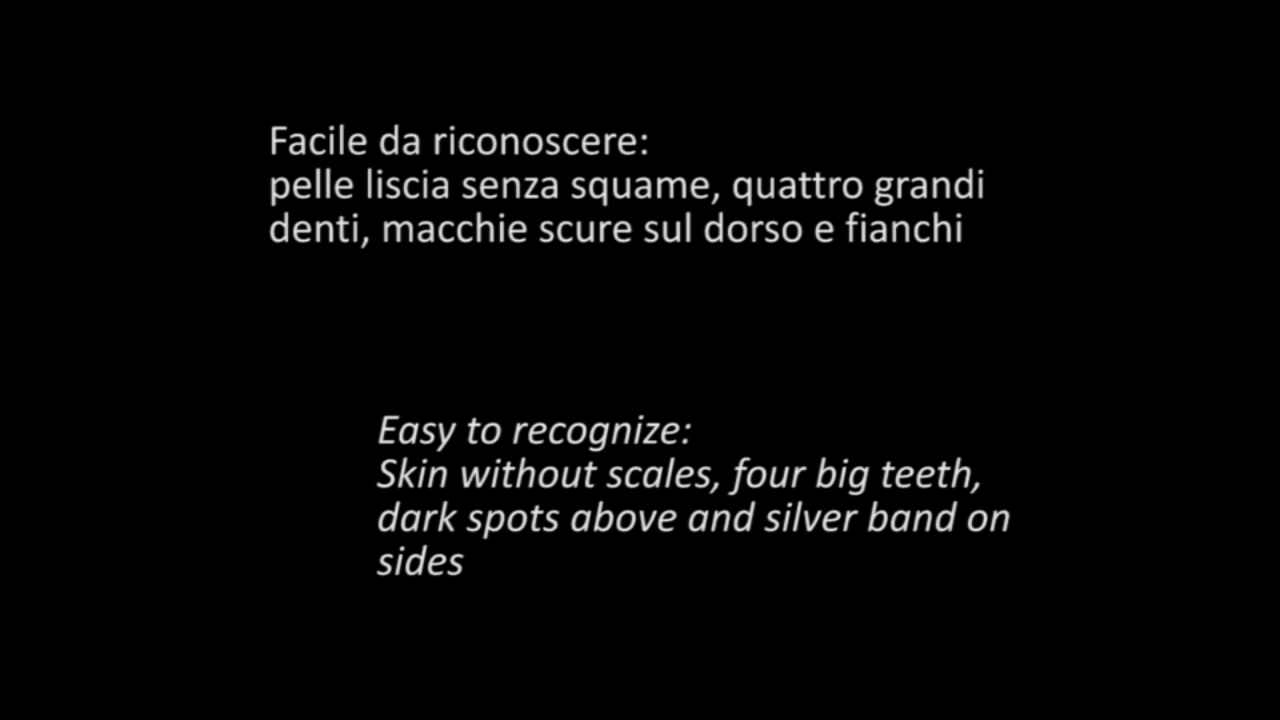 Facile da riconoscere:
pelle liscia senza squame, quattro grandi
denti, macchie scure sul dorso e fianchi
Easy to recognize:
Skin without scales, four big teeth,
dark spots above and silver band on
sides